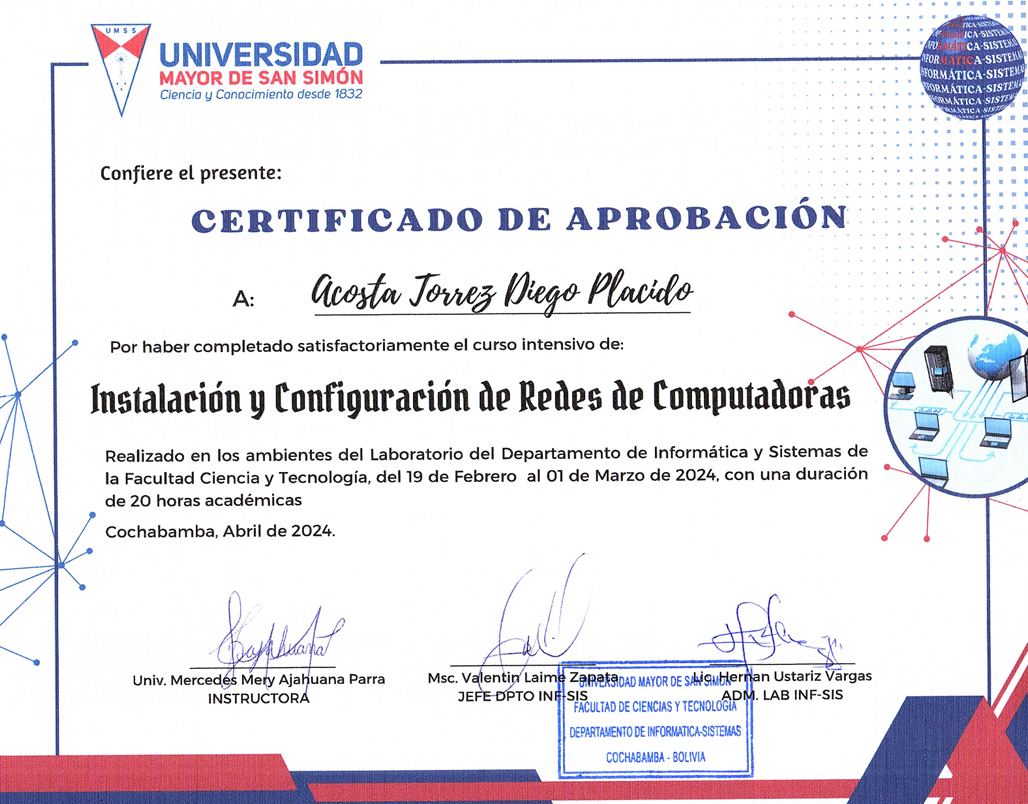 UMSS
UNIVERSIDAD
MAYOR DE SAN SIMÓN
Ciencia y Conocimiento desde 1832
INFORMÁTICA-SISTEMAS
INFORMÁTICA-SISTEMA
INFORMÁTICA-SISTEM
Confiere el presente:
CERTIFICADO DE APROBACIÓN
A: Acosta Torrez Diego Placido
Por haber completado satisfactoriamente el curso intensivo de:
Instalación y Configuración de Redes de Computadoras
Realizado en los ambientes del Laboratorio del Departamento de Informática y Sistemas de
la Facultad Ciencia y Tecnología, del 19 de Febrero al 01 de Marzo de 2024, con una duración
de 20 horas académicas
Cochabamba, Abril de 2024.
Univ. Mercedes Mery Ajahuana Parra
INSTRUCTORA
Msc. Valentin Laime Zapata
JEFE DPTO INF-SIS
Lic. Hernan Ustariz Vargas
ADM. LAB INF-SIS
UNIVERSIDAD MAYOR DE SAN SIMÓN
FACULTAD DE CIENCIAS Y TECNOLOGÍA
DEPARTAMENTO DE INFORMATICA-SISTEMAS
COCHABAMBA - BOLIVIA